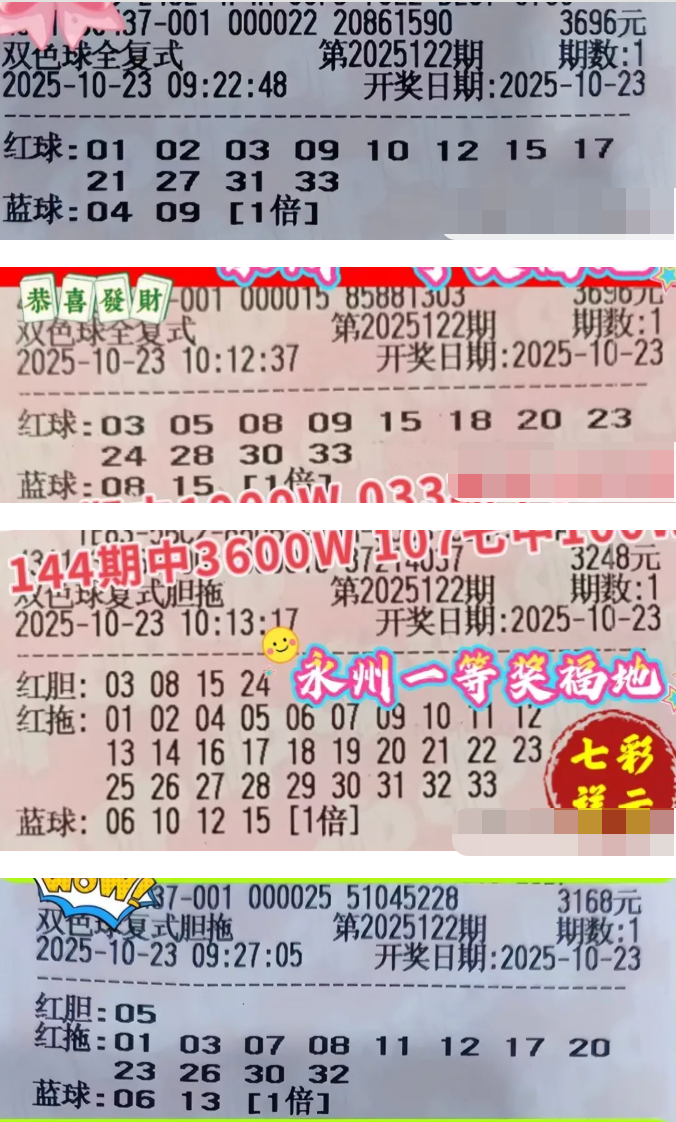 37-001 000022 20861590 3696元
双色球全复式 第2025122期 期数:1
2025-10-23 09:22:48 开奖日期:2025-10-23
红球:01 02 03 09 10 12 15 17
21 27 31 33
蓝球:04 09 [1倍]
恭喜發財
-001 000015 85881303 3696元
双色球全复式 第2025122期 期数:1
2025-10-23 10:12:37 开奖日期:2025-10-23
红球:03 05 08 09 15 18 20 23
24 28 30 33
蓝球:08 15 [1倍]
144期中3600W 107
3248元
双色球复式胆拖 第2025122期 期数:1
2025-10-23 10:13:17 开奖日期:2025-10-23
红胆: 03 08 15 24
永州一等奖福地
红拖: 01 02 04 05 06 07 09 10 11 12
13 14 16 17 18 19 20 21 22 23
25 26 27 28 29 30 31 32 33
七彩
蓝球: 06 10 12 15 [1倍]
WOW!
37-001 000025 51045228 3168元
双色球复式胆拖 第2025122期 期数:1
2025-10-23 09:27:05 开奖日期:2025-10-23
红胆:05
红拖:01 03 07 08 11 12 17 20
23 26 30 32
蓝球:06 13 [1倍]